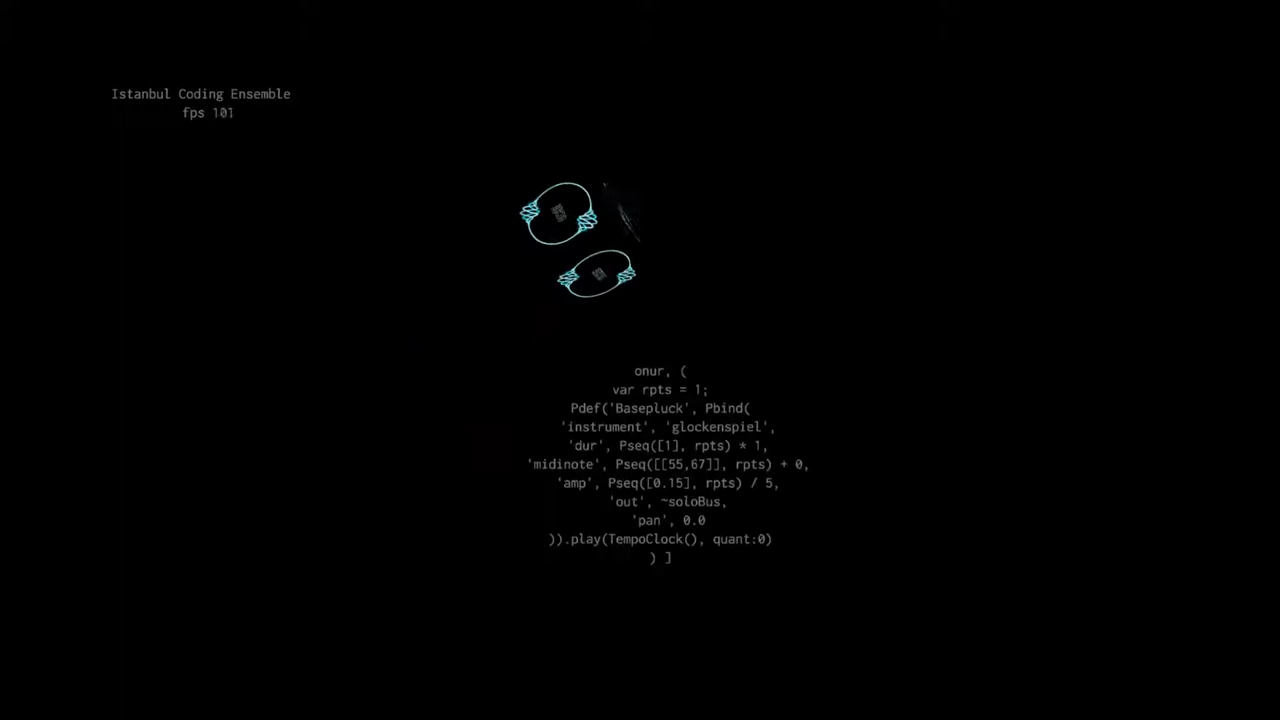 Istanbul Coding Ensemble
fps 101
onur, (
var rpts = 1;
Pdef('Basepluck', Pbind(
'instrument', 'glockenspiel',
'dur', Pseq([1], rpts) * 1,
'midinote', Pseq([[55,67]], rpts) + 0,
'amp', Pseq([0.15], rpts) / 5,
'out', ~soloBus,
'pan', 0.0
)).play(TempoClock(), quant:0)
) ]